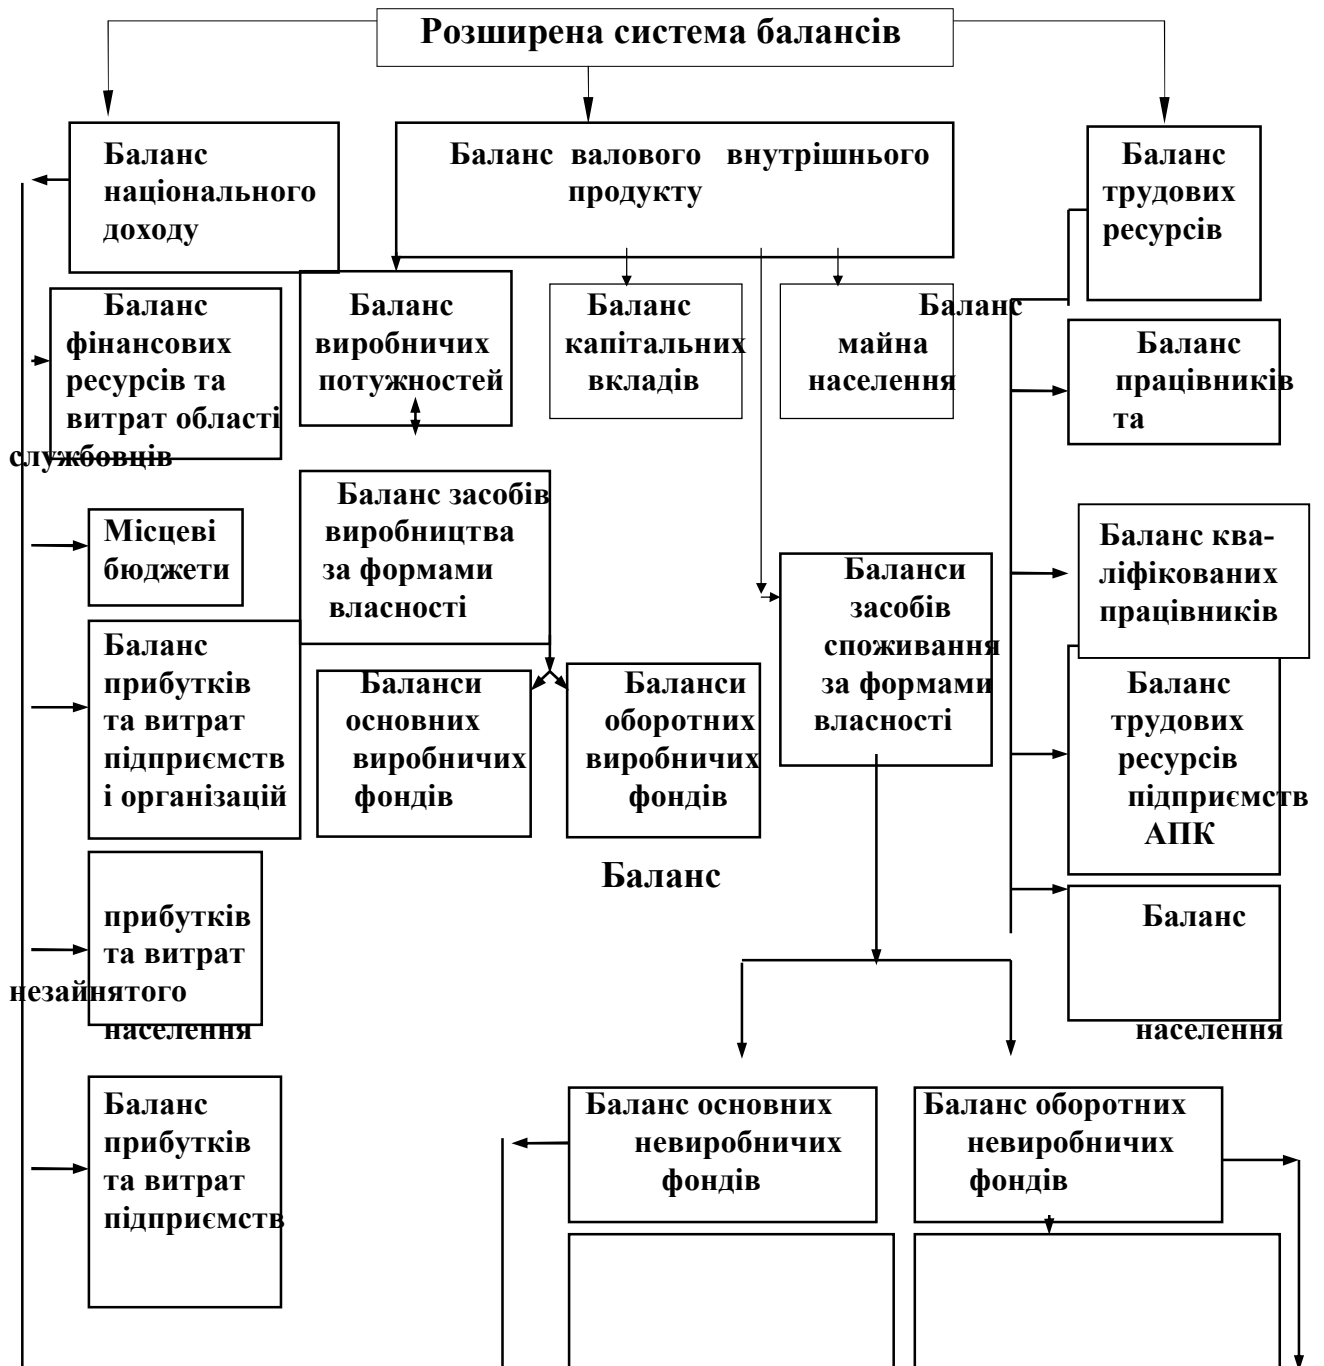 Розширена система балансів
Баланс
національного
доходу
Баланс валового внутрішнього
продукту
Баланс
трудових
ресурсів
Баланс
фінансових
ресурсів та
витрат області
службовців
Баланс
виробничих
потужностей
Баланс
капітальних
вкладів
Баланс
майна
населення
Баланс
працівників
та
Місцеві
бюджети
Баланс засобів
виробництва
за формами
власності
Баланси
засобів
споживання
за формами
власності
Баланс ква-
ліфікованих
працівників
Баланс
прибутків
та витрат
підприємств
і організацій
Баланси
основних
виробничих
фондів
Баланси
оборотних
виробничих
фондів
Баланс
трудових
ресурсів
підприємств
АПК
Баланс
прибутків
та витрат
незайнятого
населення
Баланс
населення
Баланс
прибутків
та витрат
підприємств
Баланс основних
невиробничих
фондів
Баланс оборотних
невиробничих
фондів